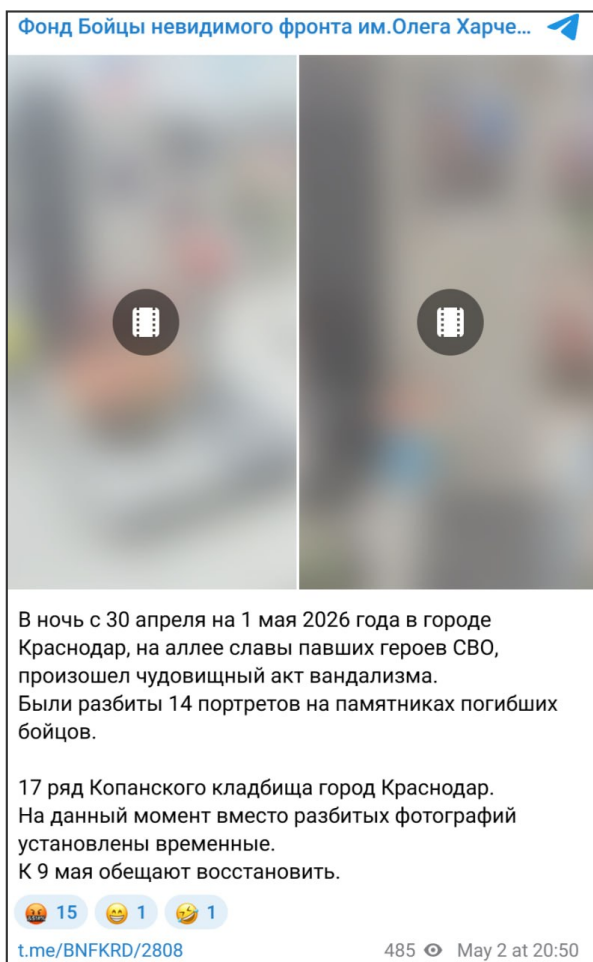 Фонд Бойцы невидимого фронта им.Олега Харче...
В ночь с 30 апреля на 1 мая 2026 года в городе
Краснодар, на аллее славы павших героев СВО,
произошел чудовищный акт вандализма.
Были разбиты 14 портретов на памятниках погибших
бойцов.
17 ряд Копанского кладбища город Краснодар.
На данный момент вместо разбитых фотографий
установлены временные.
К 9 мая обещают восстановить.
15 1 1
t.me/BNFKRD/2808 485 May 2 at 20:50